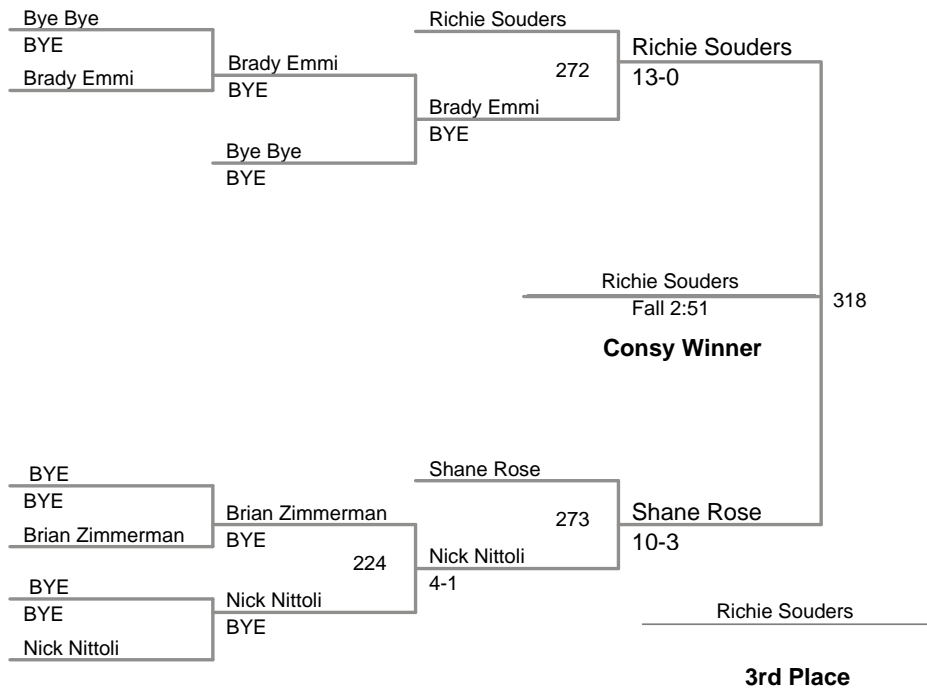 Bye Bye
BYE
Brady Emmi
Brady Emmi
BYE
Bye Bye
BYE
Richie Souders
272
Brady Emmi
BYE
Richie Souders
13-0
Richie Souders
Fall 2:51
Consy Winner
318
BYE
BYE
Brian Zimmerman
Brian Zimmerman
BYE
BYE
BYE
Nick Nittoli
224
Nick Nittoli
BYE
Shane Rose
273
Nick Nittoli
4-1
Shane Rose
10-3
Richie Souders
3rd Place